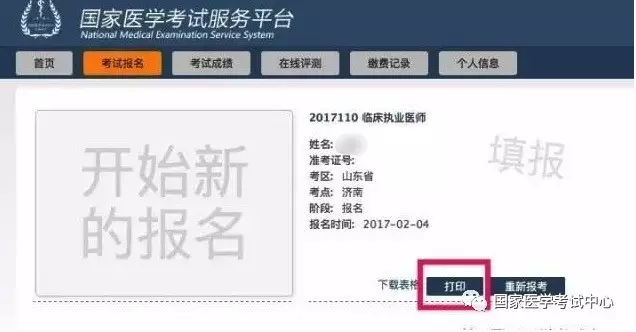 国家医学考试服务平台
National Medical Examination Service System
首页 考试报名 考试成绩 在线评测 缴费记录 个人信息
开始新
的报名
2017110 临床执业医师
姓名:
准考证号:
考区: 山东省
考点: 济南
阶段: 报名
报名时间: 2017-02-04
填报
下载表格 打印 重新报考
国家医学考试中心